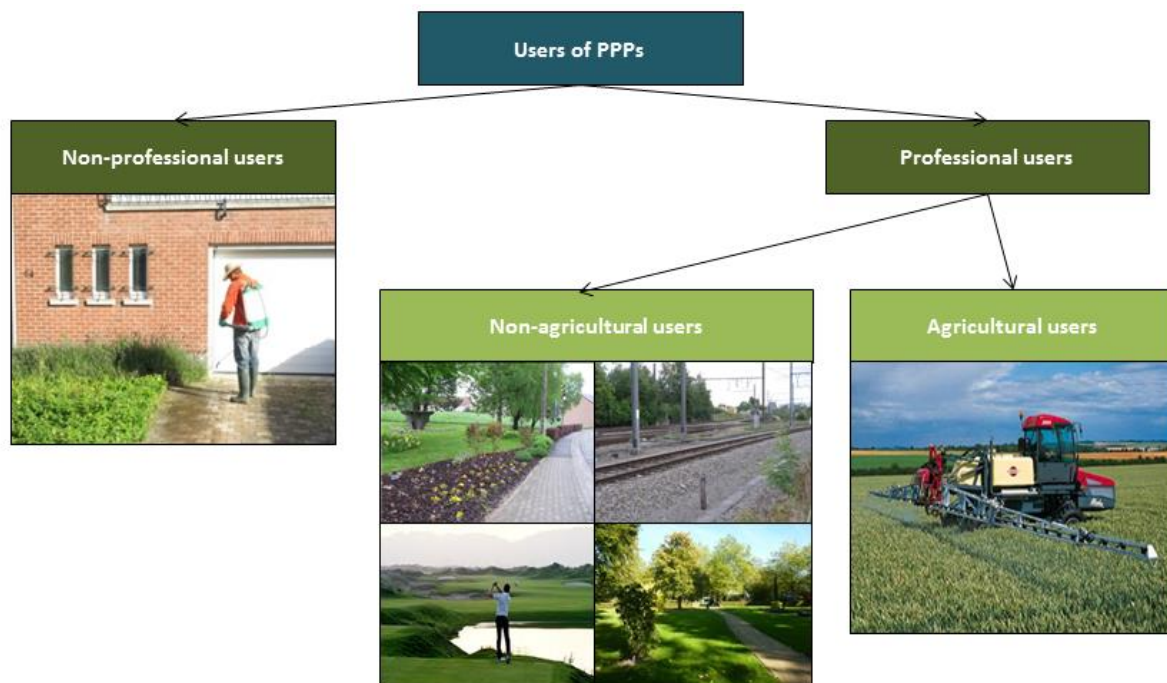 Users of PPPs
Non-professional users
Professional users
Non-agricultural users
Agricultural users